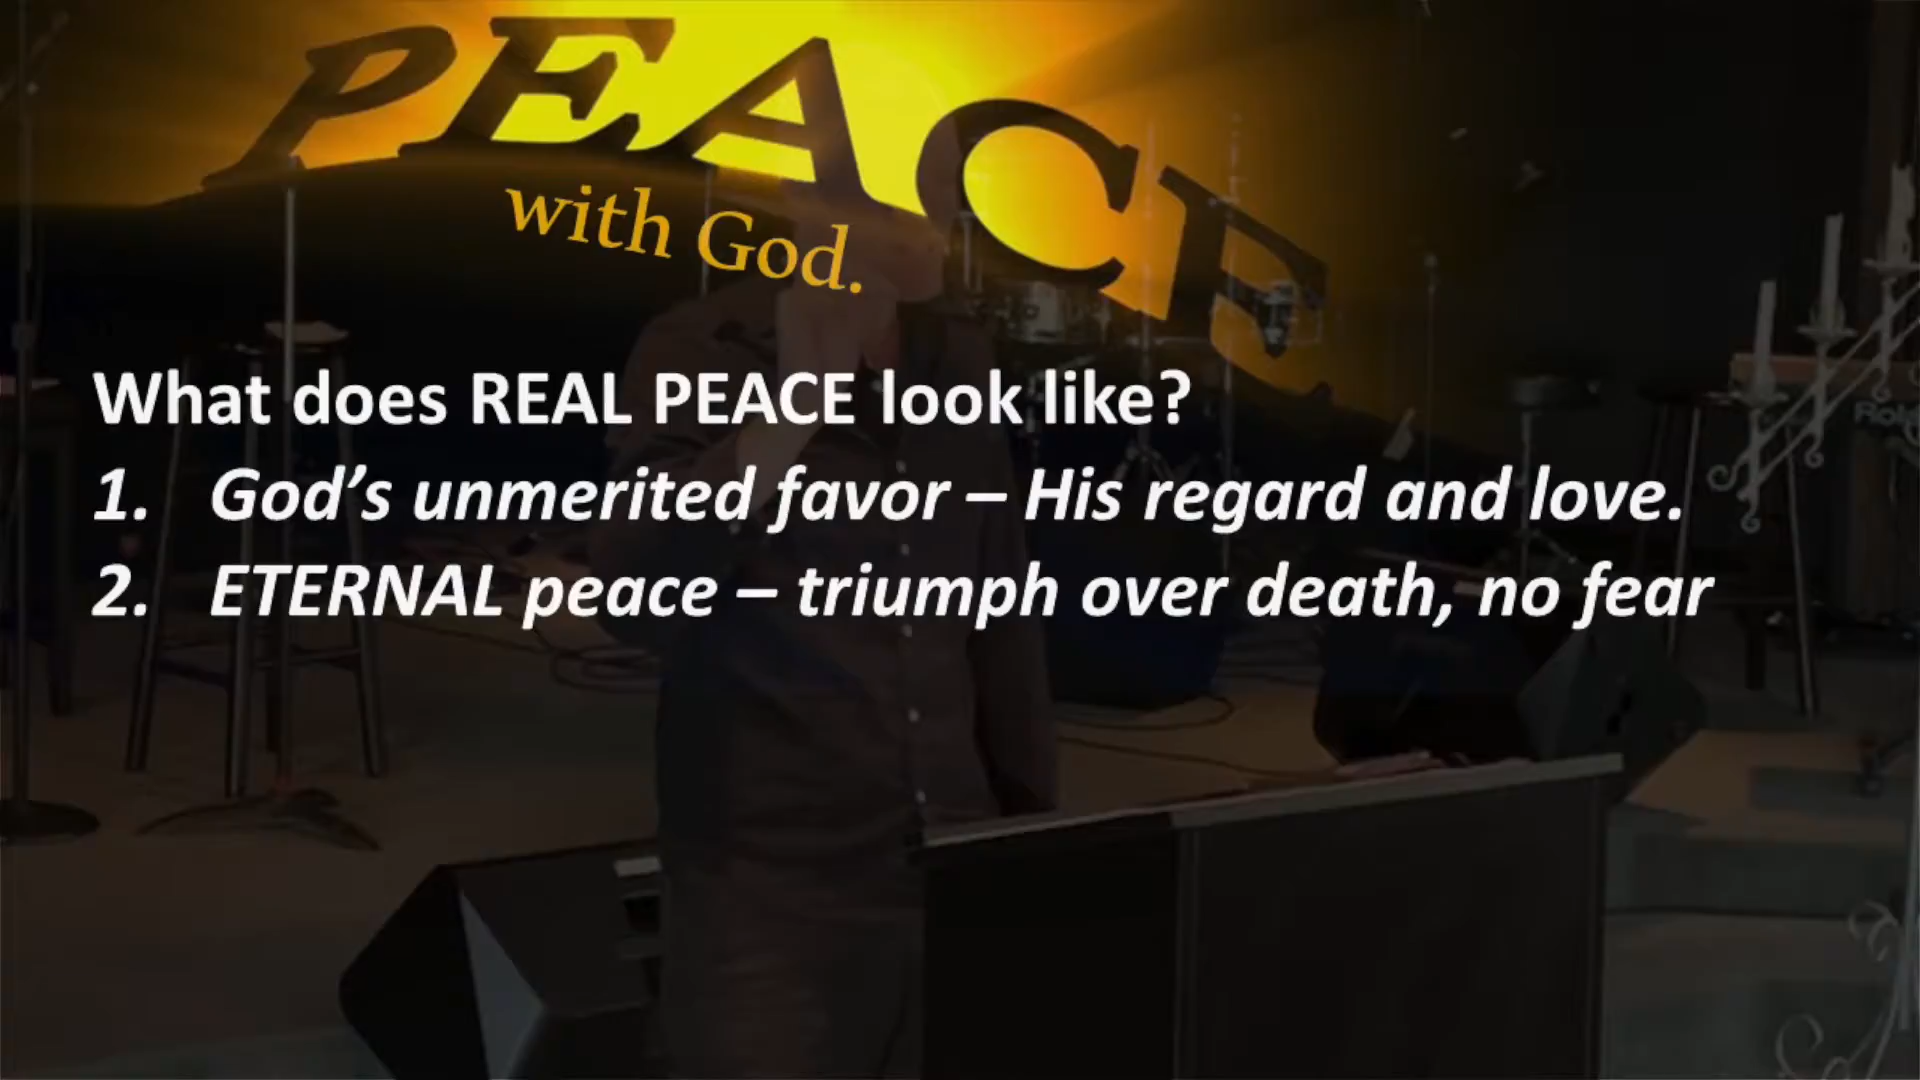 PEACE
with God.
What does REAL PEACE look like?
1. God’s unmerited favor – His regard and love.
2. ETERNAL peace – triumph over death, no fear